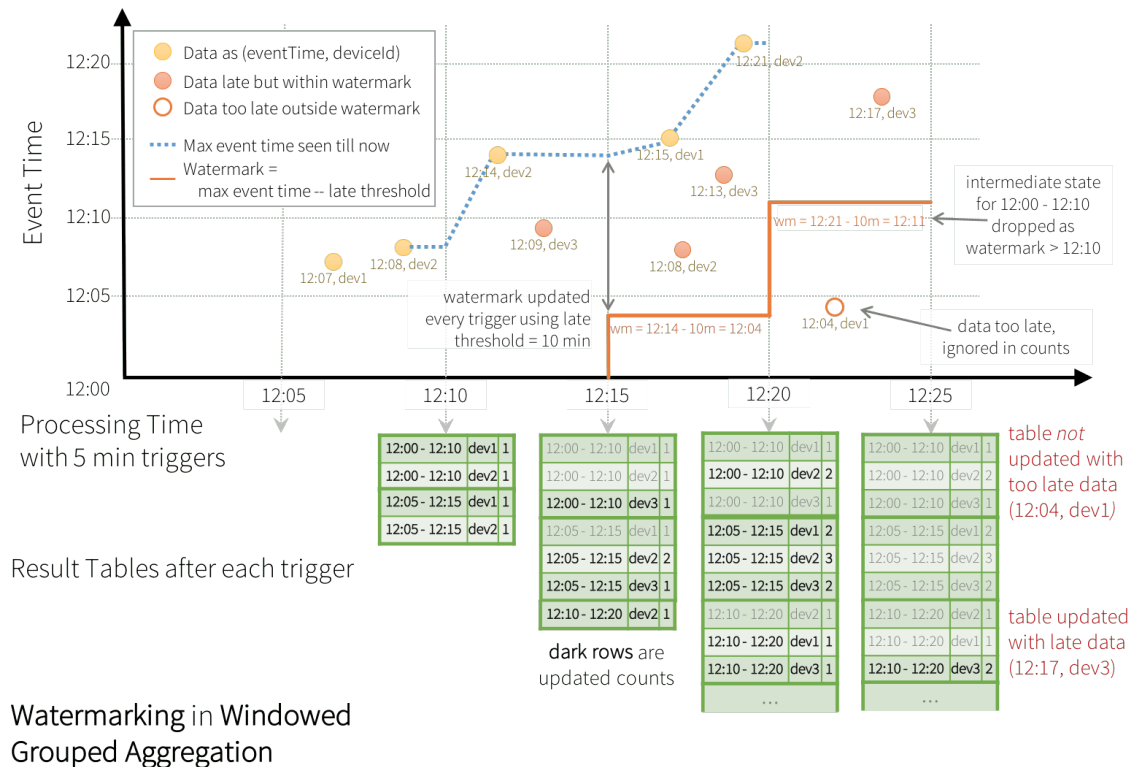 12:20
12:15
12:10
12:05
12:00
Event Time
Data as (eventTime, deviceId)
Data late but within watermark
Data too late outside watermark
Max event time seen till now
Watermark =
max event time -- late threshold
12:07, dev1
12:08, dev2
12:14, dev2
12:09, dev3
12:15, dev1
12:08, dev2
12:13, dev3
12:21, dev2
12:17, dev3
12:04, dev1
watermark updated
every trigger using late
threshold = 10 min
wm = 12:14 - 10m = 12:04
wm = 12:21 - 10m = 12:11
intermediate state
for 12:00 - 12:10
dropped as
watermark > 12:10
data too late,
ignored in counts
12:05
12:10
12:15
12:20
12:25
Processing Time
with 5 min triggers
Result Tables after each trigger
12:00 - 12:10 dev1 1
12:00 - 12:10 dev2 1
12:05 - 12:15 dev1 1
12:05 - 12:15 dev2 1
12:00 - 12:10 dev1 1
12:00 - 12:10 dev2 1
12:00 - 12:10 dev3 1
12:05 - 12:15 dev1 1
12:05 - 12:15 dev2 2
12:05 - 12:15 dev3 1
12:10 - 12:20 dev2 1
dark rows are
updated counts
12:00 - 12:10 dev1 1
12:00 - 12:10 dev2 2
12:00 - 12:10 dev3 1
12:05 - 12:15 dev1 2
12:05 - 12:15 dev2 3
12:05 - 12:15 dev3 2
12:10 - 12:20 dev2 1
12:10 - 12:20 dev1 1
12:10 - 12:20 dev3 1
...
12:00 - 12:10 dev1 1
12:00 - 12:10 dev2 2
12:00 - 12:10 dev3 1
12:05 - 12:15 dev1 2
12:05 - 12:15 dev2 3
12:05 - 12:15 dev3 2
12:10 - 12:20 dev2 1
12:10 - 12:20 dev1 1
12:10 - 12:20 dev3 2
...
table not
updated with
too late data
(12:04, dev1)
table updated
with late data
(12:17, dev3)
Watermarking in Windowed
Grouped Aggregation